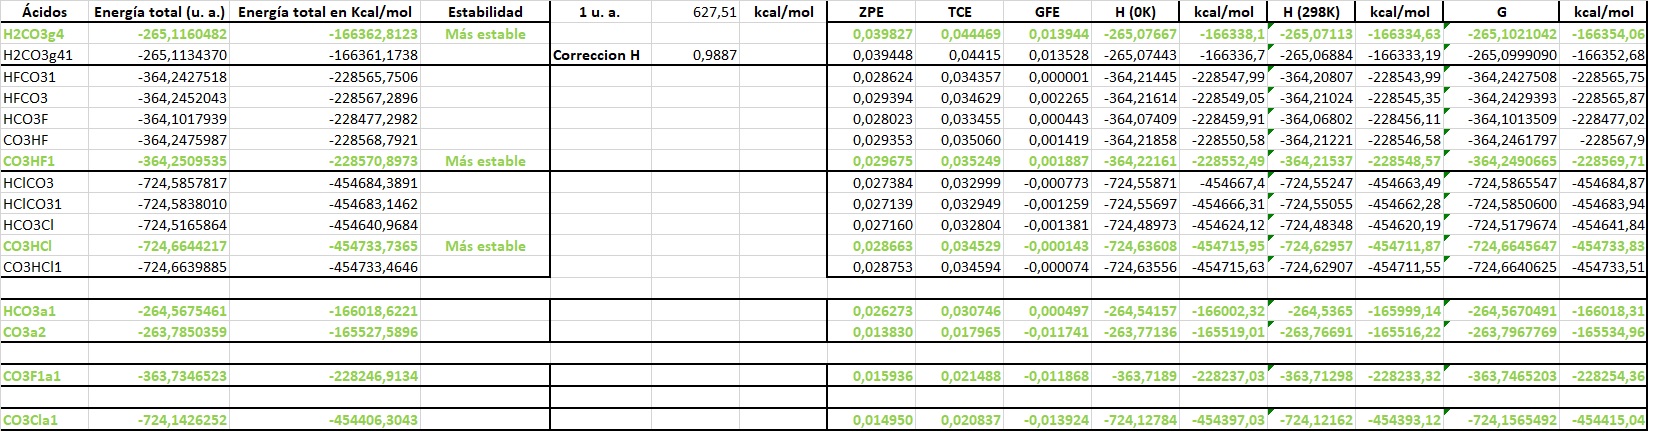 Ácidos Energía total (u. a.) Energía total en Kcal/mol Estabilidad 1 u. a. 627,51 kcal/mol ZPE TCE GFE H (0K) kcal/mol H (298K) kcal/mol G kcal/mol
H2CO3g4 -265,1160482 -166362,8123 Más estable 0,039827 0,044469 0,013944 -265,07667 -166338,1 -265,07113 -166334,63 -265,1021042 -166354,06
H2CO3g41 -265,1134370 -166361,1738 Correccion H 0,9887 0,039448 0,04415 0,013528 -265,07443 -166336,7 -265,06884 -166333,19 -265,0999090 -166352,68
HFCO31 -364,2427518 -228565,7506 0,028624 0,034357 0,000001 -364,21445 -228547,99 -364,20807 -228543,99 -364,2427508 -228565,75
HFCO3 -364,2452043 -228567,2896 0,029394 0,034629 0,002265 -364,21614 -228549,05 -364,21024 -228545,35 -364,2429393 -228565,87
HCO3F -364,1017939 -228477,2982 0,028023 0,033455 0,000443 -364,07409 -228459,91 -364,06802 -228456,11 -364,1013509 -228477,02
CO3HF -364,2475987 -228568,7921 0,029353 0,035060 0,001419 -364,21858 -228550,58 -364,21221 -228546,58 -364,2461797 -228567,9
CO3HF1 -364,2509535 -228570,8973 Más estable 0,029675 0,035249 0,001887 -364,22161 -228552,49 -364,21537 -228548,57 -364,2490665 -228569,71
HClCO3 -724,5857817 -454684,3891 0,027384 0,032999 -0,000773 -724,55871 -454667,4 -724,55247 -454663,49 -724,5865547 -454684,87
HClCO31 -724,5838010 -454683,1462 0,027139 0,032949 -0,001259 -724,55697 -454666,31 -724,55055 -454662,28 -724,5850600 -454683,94
HCO3Cl -724,5165864 -454640,9684 0,027160 0,032804 -0,001381 -724,48973 -454624,12 -724,48348 -454620,19 -724,5179674 -454641,84
CO3HCl -724,6644217 -454733,7365 Más estable 0,028663 0,034529 -0,000143 -724,63608 -454715,95 -724,62957 -454711,87 -724,6645647 -454733,83
CO3HCl1 -724,6639885 -454733,4646 0,028753 0,034594 -0,000074 -724,63556 -454715,63 -724,62907 -454711,55 -724,6640625 -454733,51
HCO3a1 -264,5675461 -166018,6221 0,026273 0,030746 0,000497 -264,54157 -166002,32 -264,5365 -165999,14 -264,5670491 -166018,31
CO3a2 -263,7850359 -165527,5896 0,013830 0,017965 -0,011741 -263,77136 -165519,01 -263,76691 -165516,22 -263,7967769 -165534,96
CO3F1a1 -363,7346523 -228246,9134 0,015936 0,021488 -0,011868 -363,7189 -228237,03 -363,71298 -228233,32 -363,7465203 -228254,36
CO3Cla1 -724,1426252 -454406,3043 0,014950 0,020837 -0,013924 -724,12784 -454397,03 -724,12162 -454393,12 -724,1565492 -454415,04